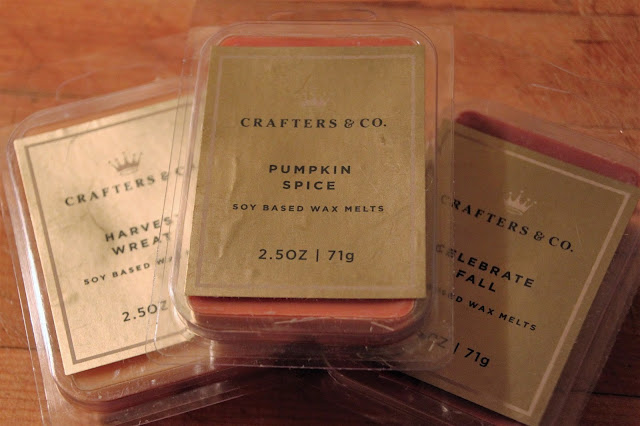 CRAFTERS & CO.
HARVES
WREAT
SOY BASED WA
2.5OZ
CRAFTERS & CO.
PUMPKIN
SPICE
SOY BASED WAX MELTS
2.5OZ | 71g
CRAFTERS & CO.
CELEBRATE
FALL
BASED WAX MELTS
OZ | 71g